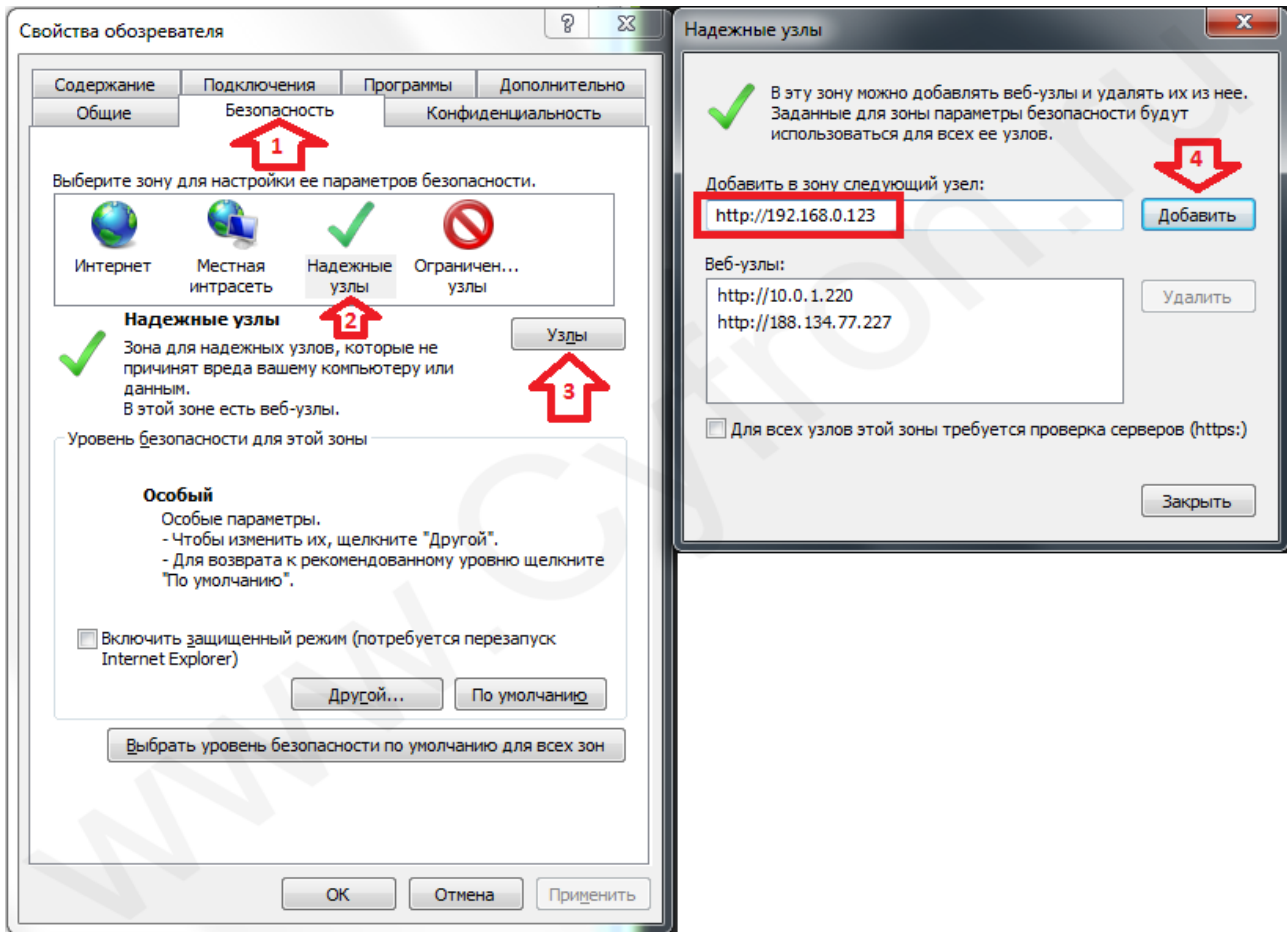 Свойства обозревателя
Содержание Подключения Программы Дополнительно
Общие Безопасность Конфиденциальность
1
Выберите зону для настройки ее параметров безопасности.
Интернет
Местная
интрасеть
Надежные
узлы
Ограничен...
узлы
2
Надежные узлы
Зона для надежных узлов, которые не
причинят вреда вашему компьютеру или
данным.
В этой зоне есть веб-узлы.
Узлы
3
Уровень безопасности для этой зоны
Особый
Особые параметры.
- Чтобы изменить их, щелкните "Другой".
- Для возврата к рекомендованному уровню щелкните
"По умолчанию".
Включить защищенный режим (потребуется перезапуск
Internet Explorer)
Другой... По умолчанию
Выбрать уровень безопасности по умолчанию для всех зон
ОК Отмена Применить
Надежные узлы
В эту зону можно добавлять веб-узлы и удалять их из нее.
Заданные для зоны параметры безопасности будут
использоваться для всех ее узлов.
4
Добавить в зону следующий узел:
http://192.168.0.123 Добавить
Веб-узлы:
http://10.0.1.220
http://188.134.77.227
Удалить
Для всех узлов этой зоны требуется проверка серверов (https:)
Закрыть
www.Cyfron.ru